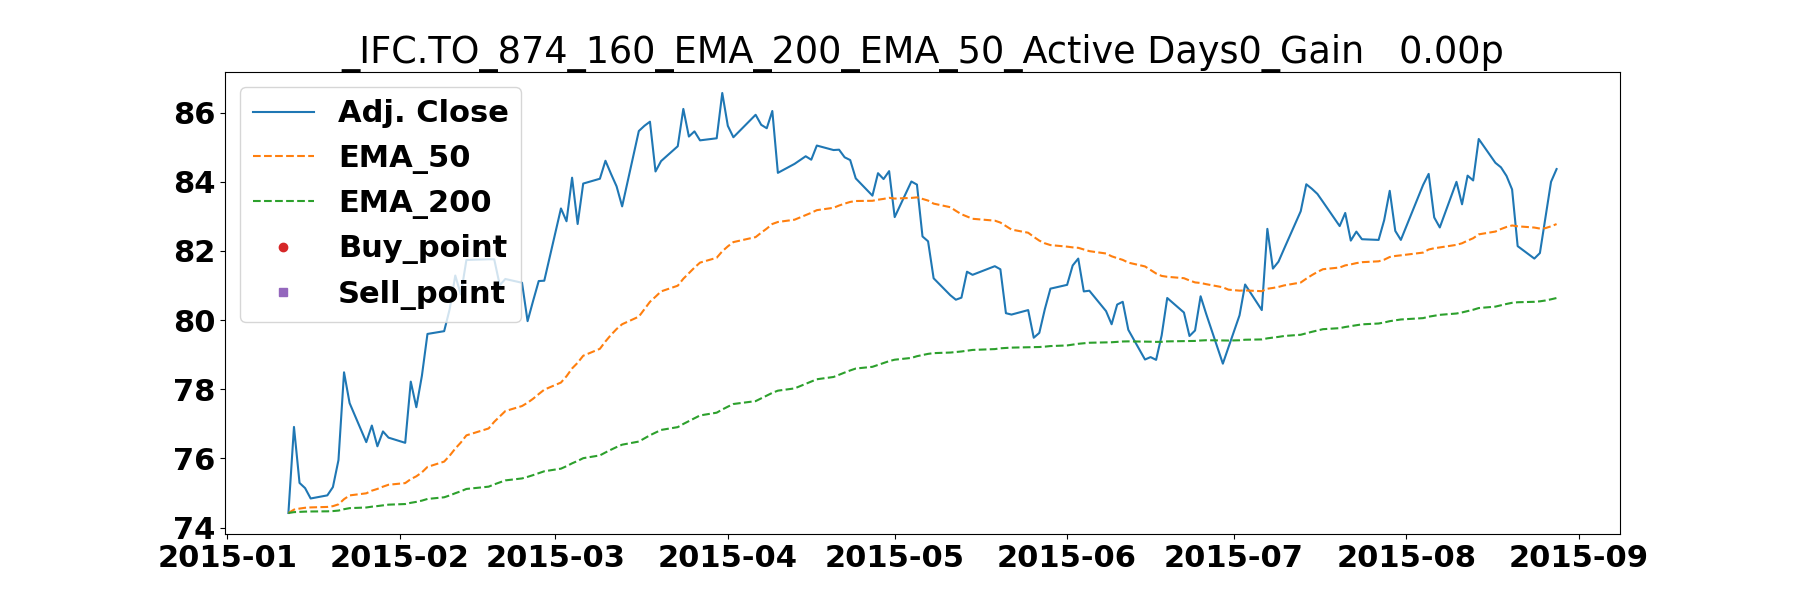 _IFC.TO_874_160_EMA_200_EMA_50_Active Days0_Gain   0.00p
Adj. Close
EMA_50
EMA_200
Buy_point
Sell_point
86
84
82
80
78
76
74
2015-01 2015-02 2015-03 2015-04 2015-05 2015-06 2015-07 2015-08 2015-09